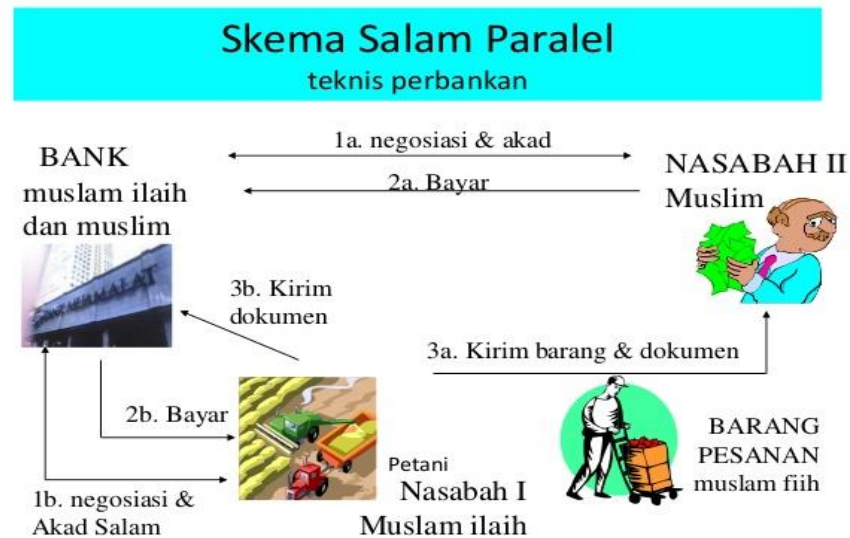 Skema Salam Paralel
teknis perbankan
1a. negosiasi & akad
BANK
muslam ilaih
dan muslim
2a. Bayar
NASABAH II
Muslim
3b. Kirim
dokumen
3a. Kirim barang & dokumen
2b. Bayar
1b. negosiasi &
Akad Salam
Petani
Nasabah I
Muslam ilaih
BARANG
PESANAN
muslam fiih